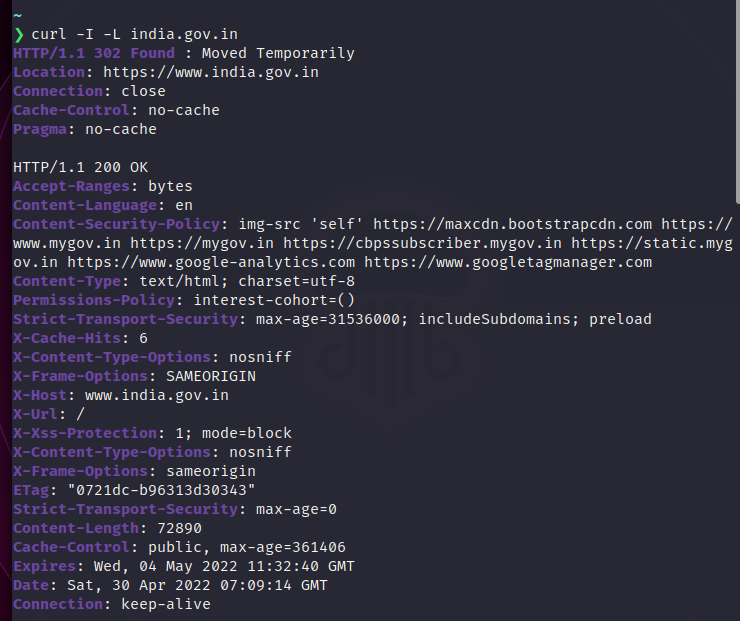 ~
❯ curl -I -L india.gov.in
HTTP/1.1 302 Found : Moved Temporarily
Location: https://www.india.gov.in
Connection: close
Cache-Control: no-cache
Pragma: no-cache

HTTP/1.1 200 OK
Accept-Ranges: bytes
Content-Language: en
Content-Security-Policy: img-src 'self' https://maxcdn.bootstrapcdn.com https://
www.mygov.in https://mygov.in https://cbpssubscriber.mygov.in https://static.myg
ov.in https://www.google-analytics.com https://www.googletagmanager.com
Content-Type: text/html; charset=utf-8
Permissions-Policy: interest-cohort=()
Strict-Transport-Security: max-age=31536000; includeSubdomains; preload
X-Cache-Hits: 6
X-Content-Type-Options: nosniff
X-Frame-Options: SAMEORIGIN
X-Host: www.india.gov.in
X-Url: /
X-Xss-Protection: 1; mode=block
X-Content-Type-Options: nosniff
X-Frame-Options: sameorigin
ETag: "0721dc-b96313d30343"
Strict-Transport-Security: max-age=0
Content-Length: 72890
Cache-Control: public, max-age=361406
Expires: Wed, 04 May 2022 11:32:40 GMT
Date: Sat, 30 Apr 2022 07:09:14 GMT
Connection: keep-alive